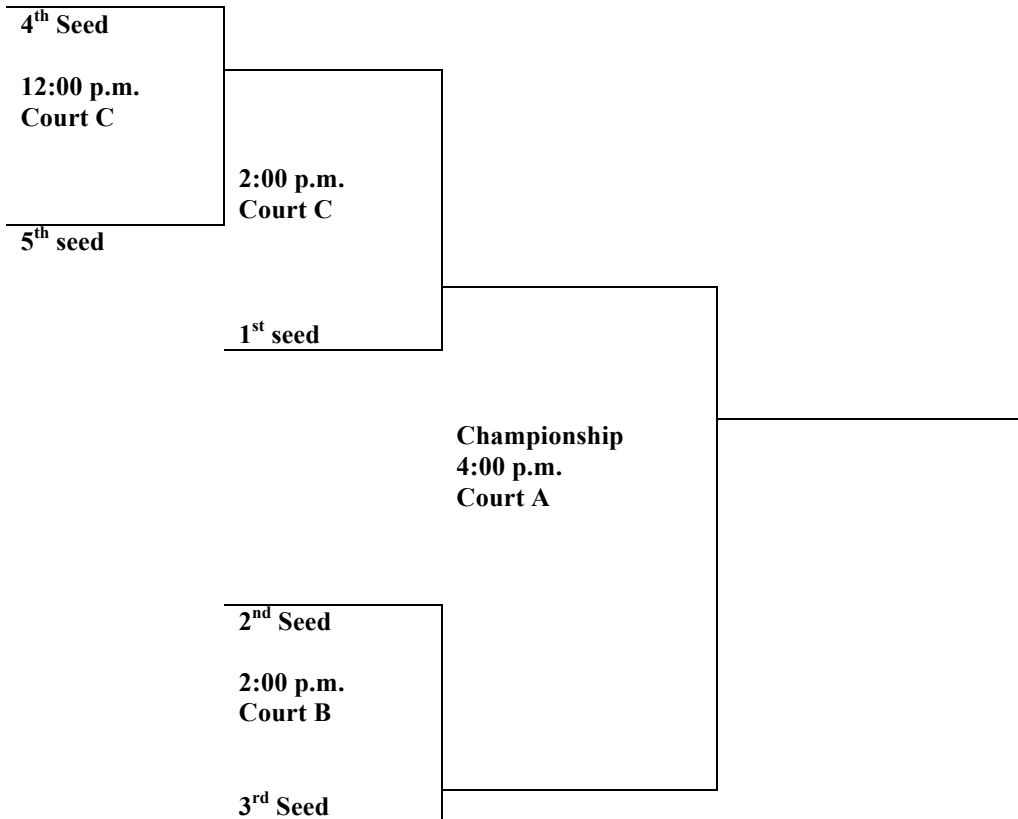 4th Seed
12:00 p.m.
Court C
2:00 p.m.
Court C
5th seed
1st seed
Championship
4:00 p.m.
Court A
2nd Seed
2:00 p.m.
Court B
3rd Seed